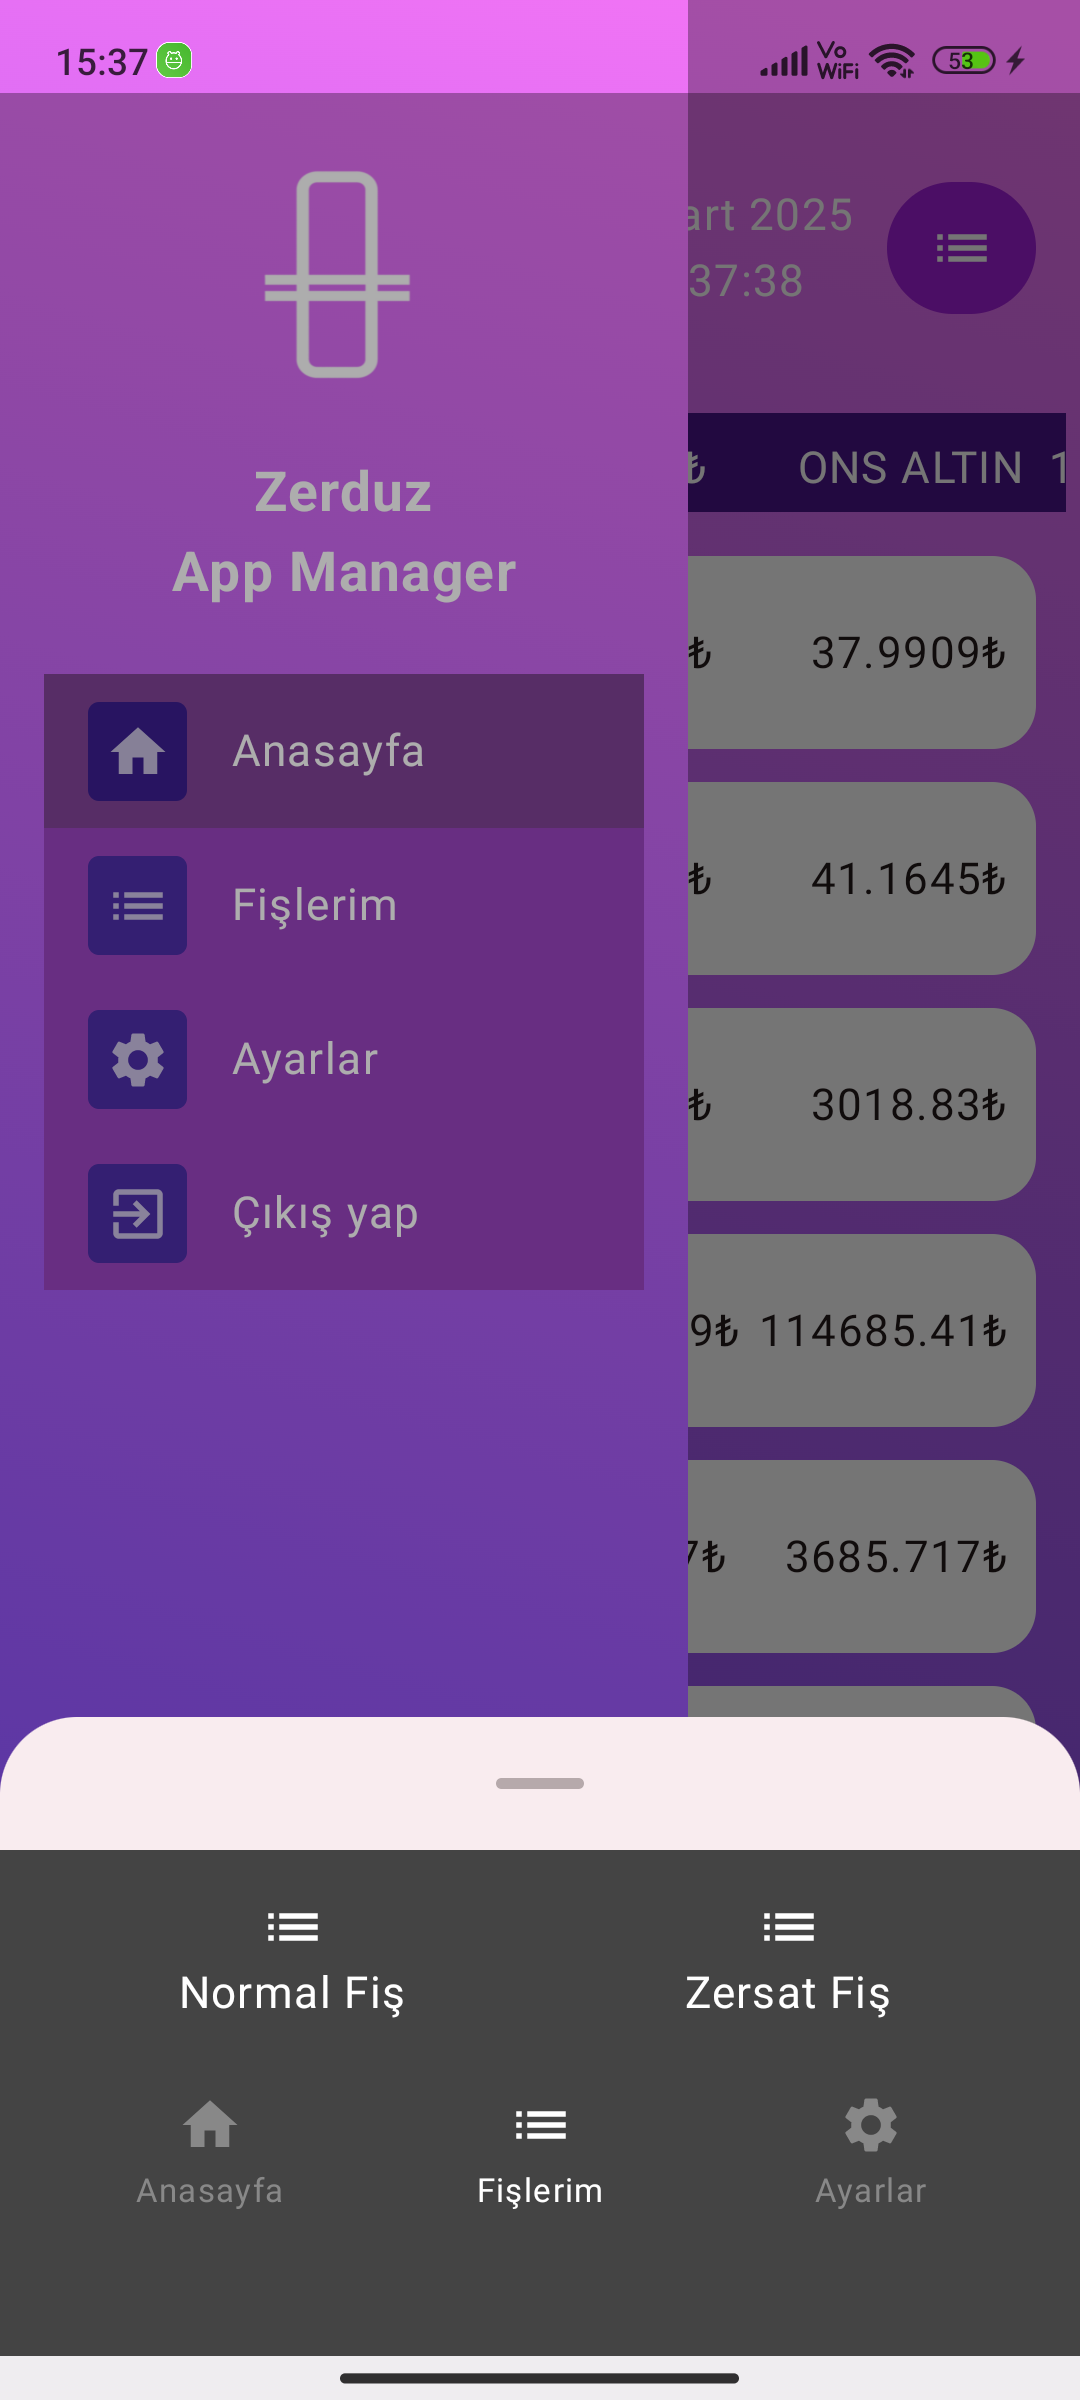 15:37
Vo
WiFi
53
art 2025
37:38
₺ ONS ALTIN 1
Zerduz
App Manager
₺ 37.9909₺
Anasayfa
₺ 41.1645₺
Fişlerim
Ayarlar
₺ 3018.83₺
Çıkış yap
9₺ 114685.41₺
7₺ 3685.717₺
Normal Fiş
Zersat Fiş
Anasayfa
Fişlerim
Ayarlar